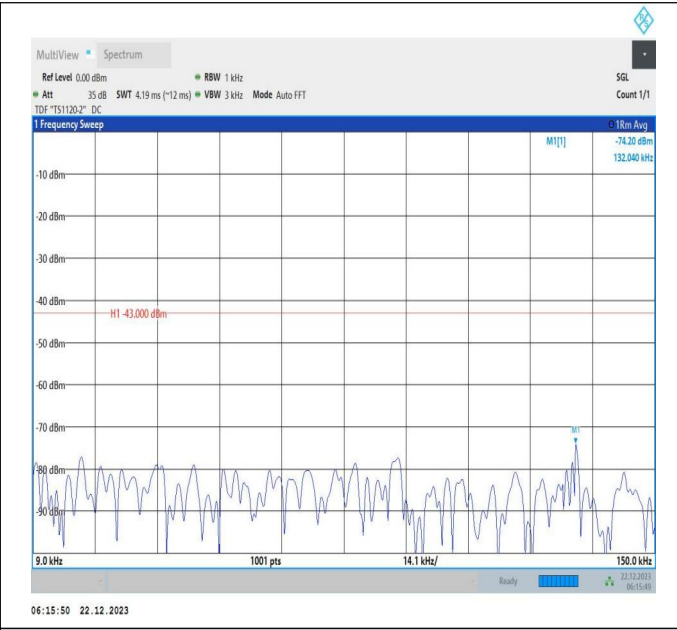 MultiView Spectrum
Ref Level 0.00 dBm RBW 1 kHz SGL
Att 35 dB SWT 4.19 ms (~12 ms) VBW 3 kHz Mode Auto FFT Count 1/1
TDF "TS1120-2" DC
1 Frequency Sweep 1Rm Avg
M1[1] -74.20 dBm
132.040 kHz
-10 dBm
-20 dBm
-30 dBm
-40 dBm
H1 -43.000 dBm
-50 dBm
-60 dBm
-70 dBm
M1
-80 dBm
-90 dBm
9.0 kHz 1001 pts 14.1 kHz/ 150.0 kHz
Ready 22.12.2023
06:15:49
06:15:50 22.12.2023